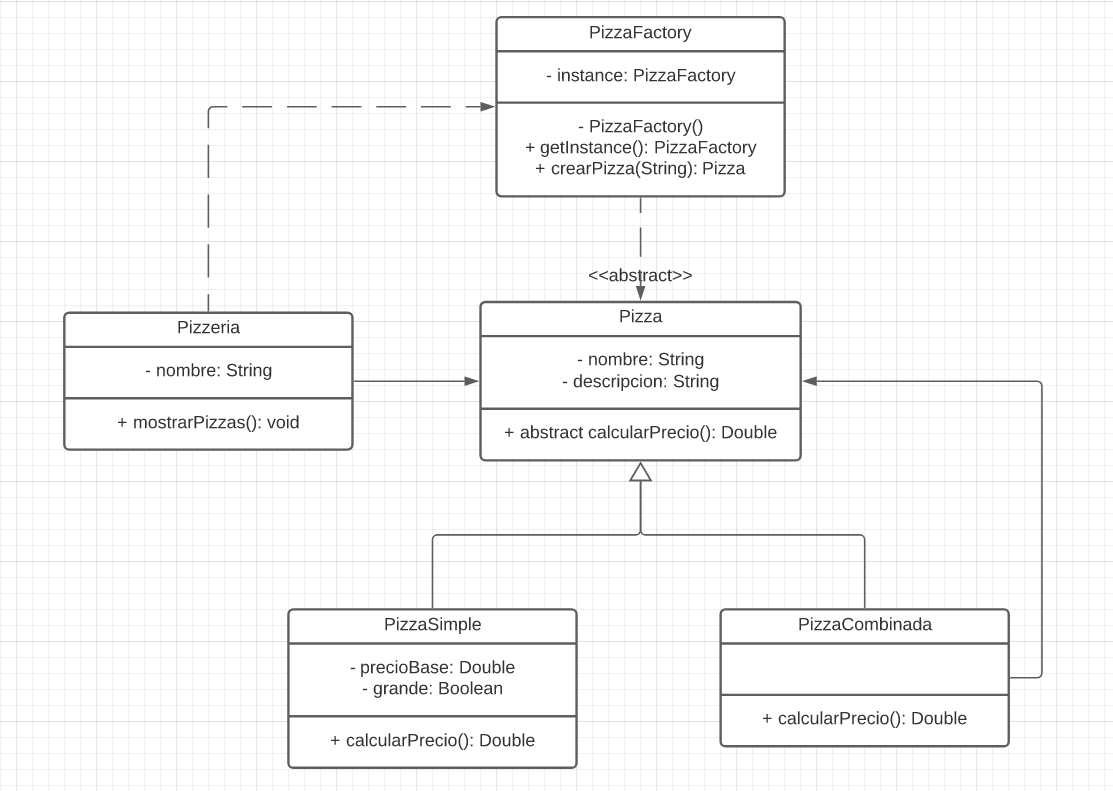 PizzaFactory
- instance: PizzaFactory
- PizzaFactory()
+ getInstance(): PizzaFactory
+ crearPizza(String): Pizza
<<abstract>>
Pizza
- nombre: String
- descripcion: String
+ abstract calcularPrecio(): Double
Pizzeria
- nombre: String
+ mostrarPizzas(): void
PizzaSimple
- precioBase: Double
- grande: Boolean
+ calcularPrecio(): Double
PizzaCombinada
+ calcularPrecio(): Double